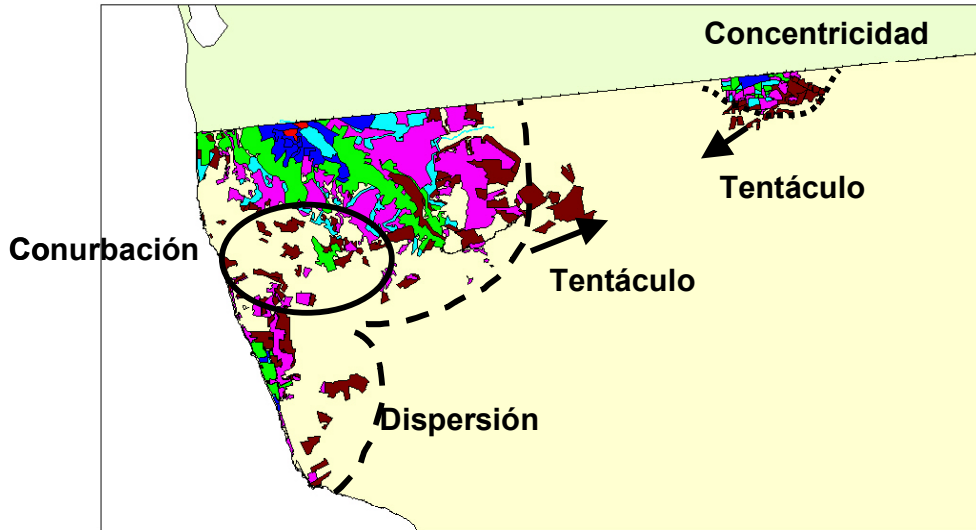 Concentricidad
Tentáculo
Conurbación
Tentáculo
Dispersión